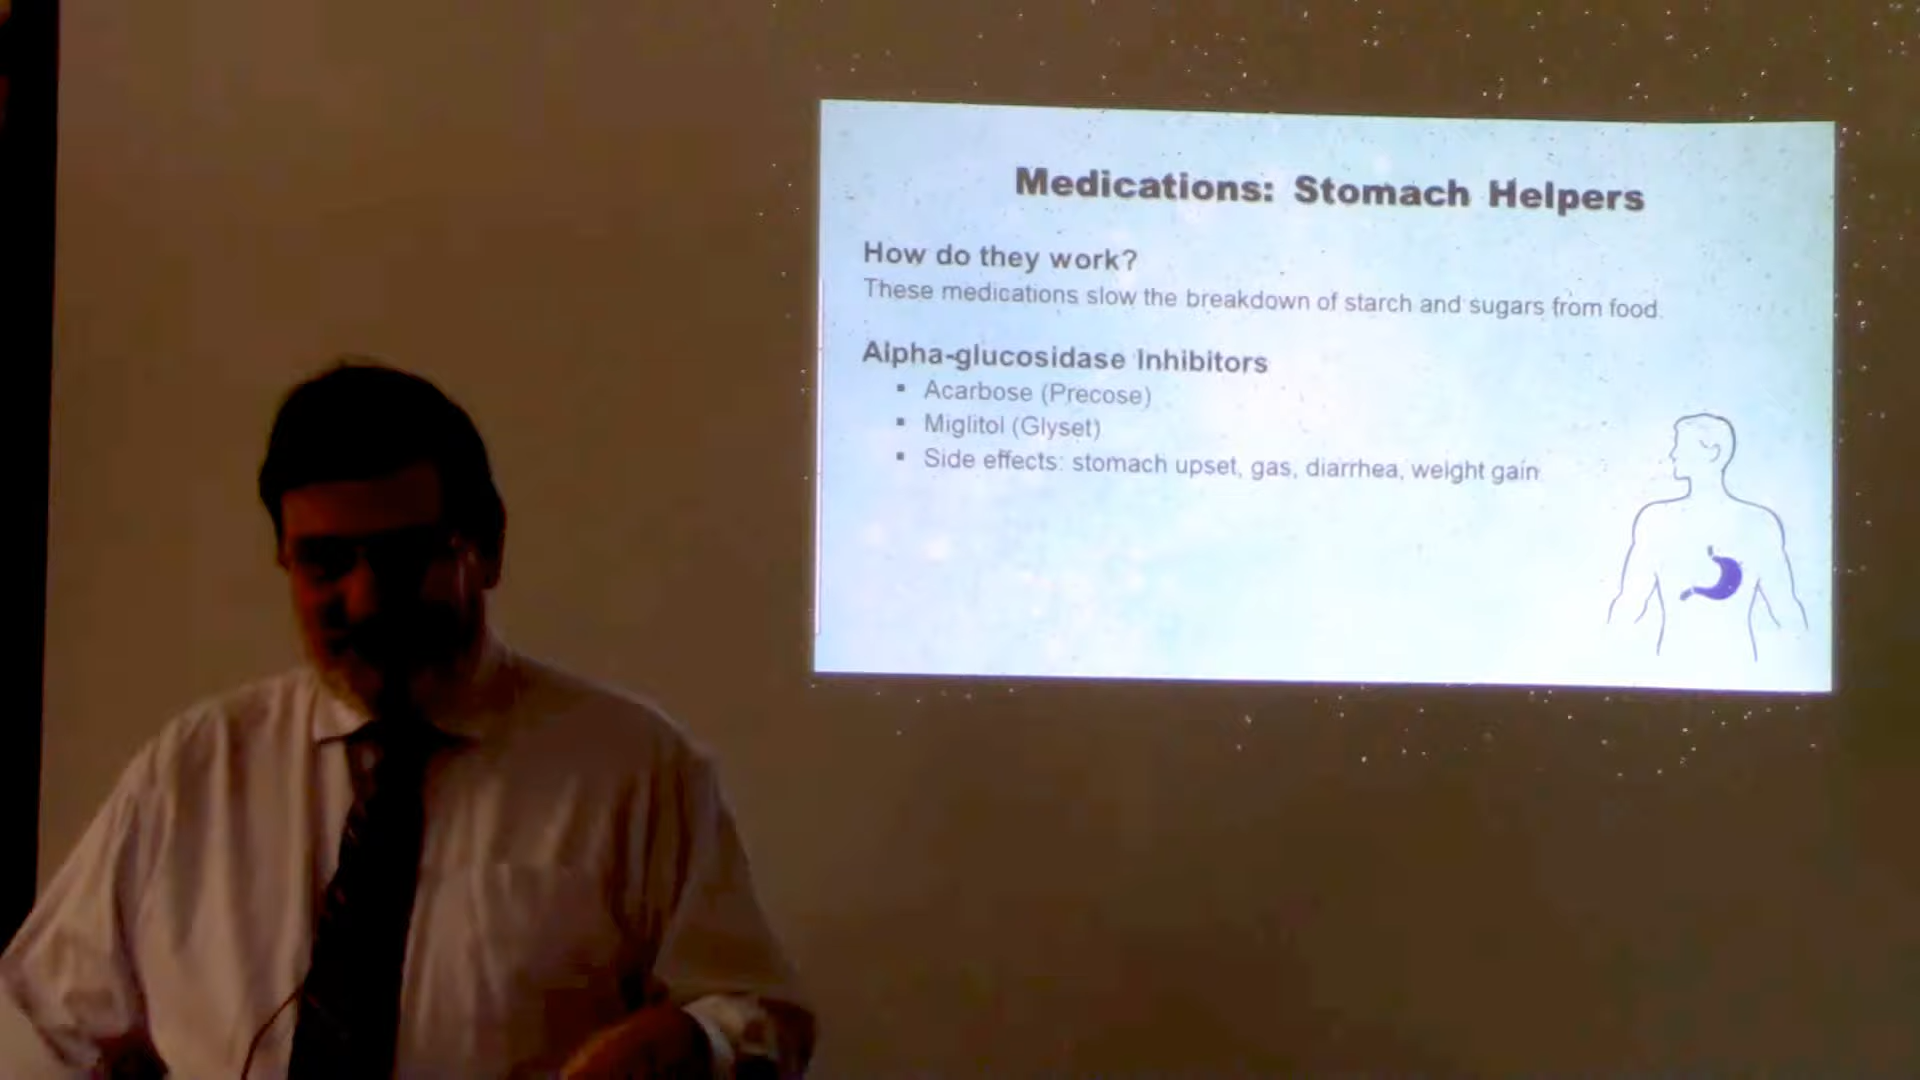 Medications: Stomach Helpers
How do they work?
These medications slow the breakdown of starch and sugars from food.
Alpha-glucosidase Inhibitors
▪ Acarbose (Precose)
▪ Miglitol (Glyset)
▪ Side effects: stomach upset, gas, diarrhea, weight gain